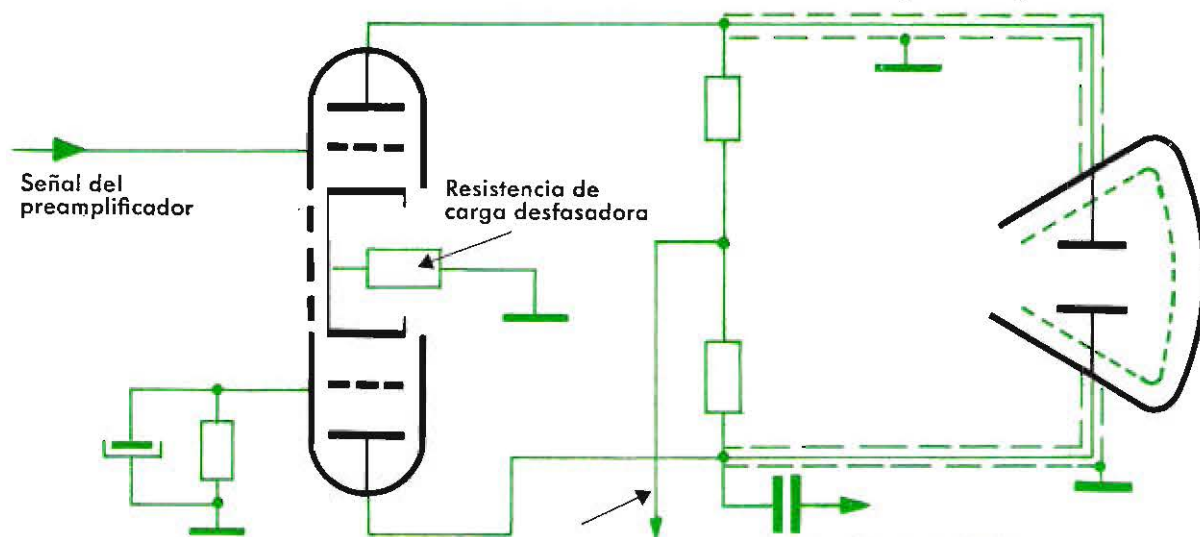 Señal del
preamplificador
Resistencia de
carga desfasadora